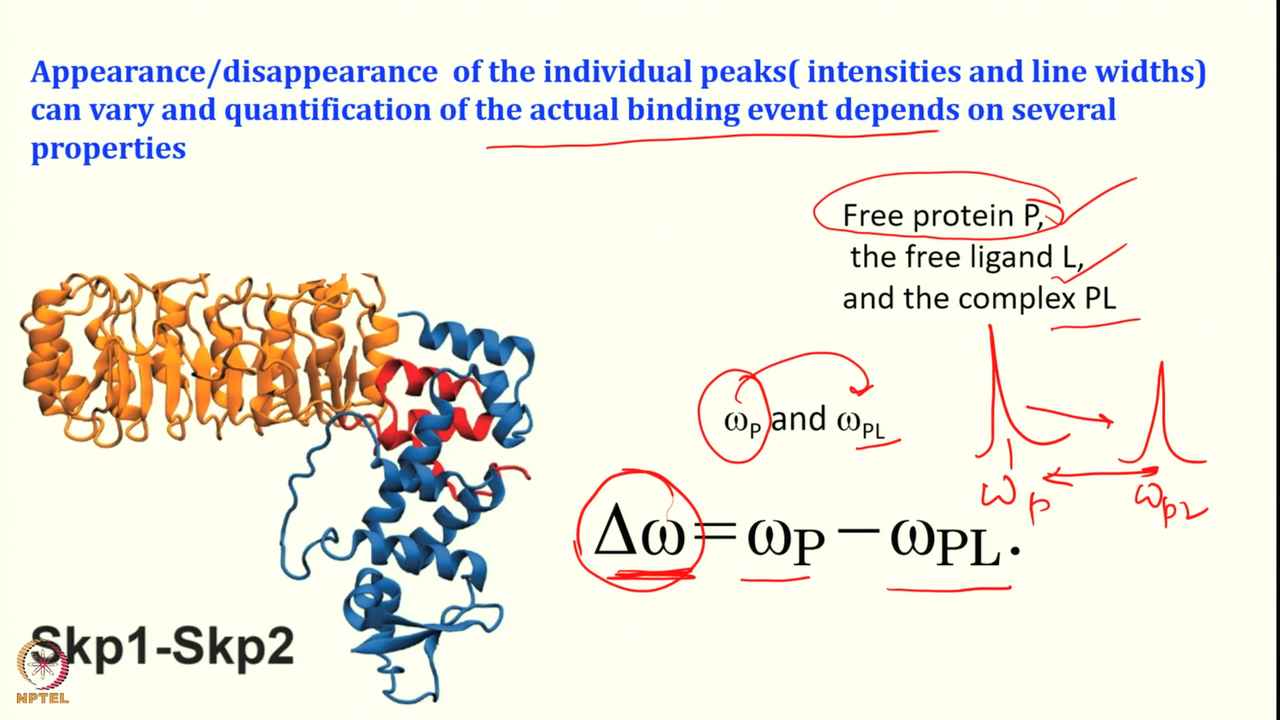 Appearance/disappearance of the individual peaks( intensities and line widths)
can vary and quantification of the actual binding event depends on several
properties
Free protein P,
the free ligand L,
and the complex PL
ωP and ωPL
ωP
ωPL
Δω=ωP−ωPL.
Skp1-Skp2
NPTEL